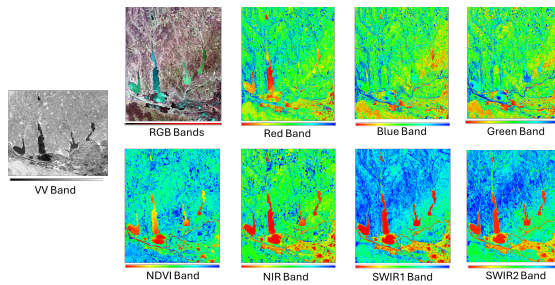 RGB Bands
Red Band
Blue Band
Green Band
VV Band
NDVI Band
NIR Band
SWIR1 Band
SWIR2 Band